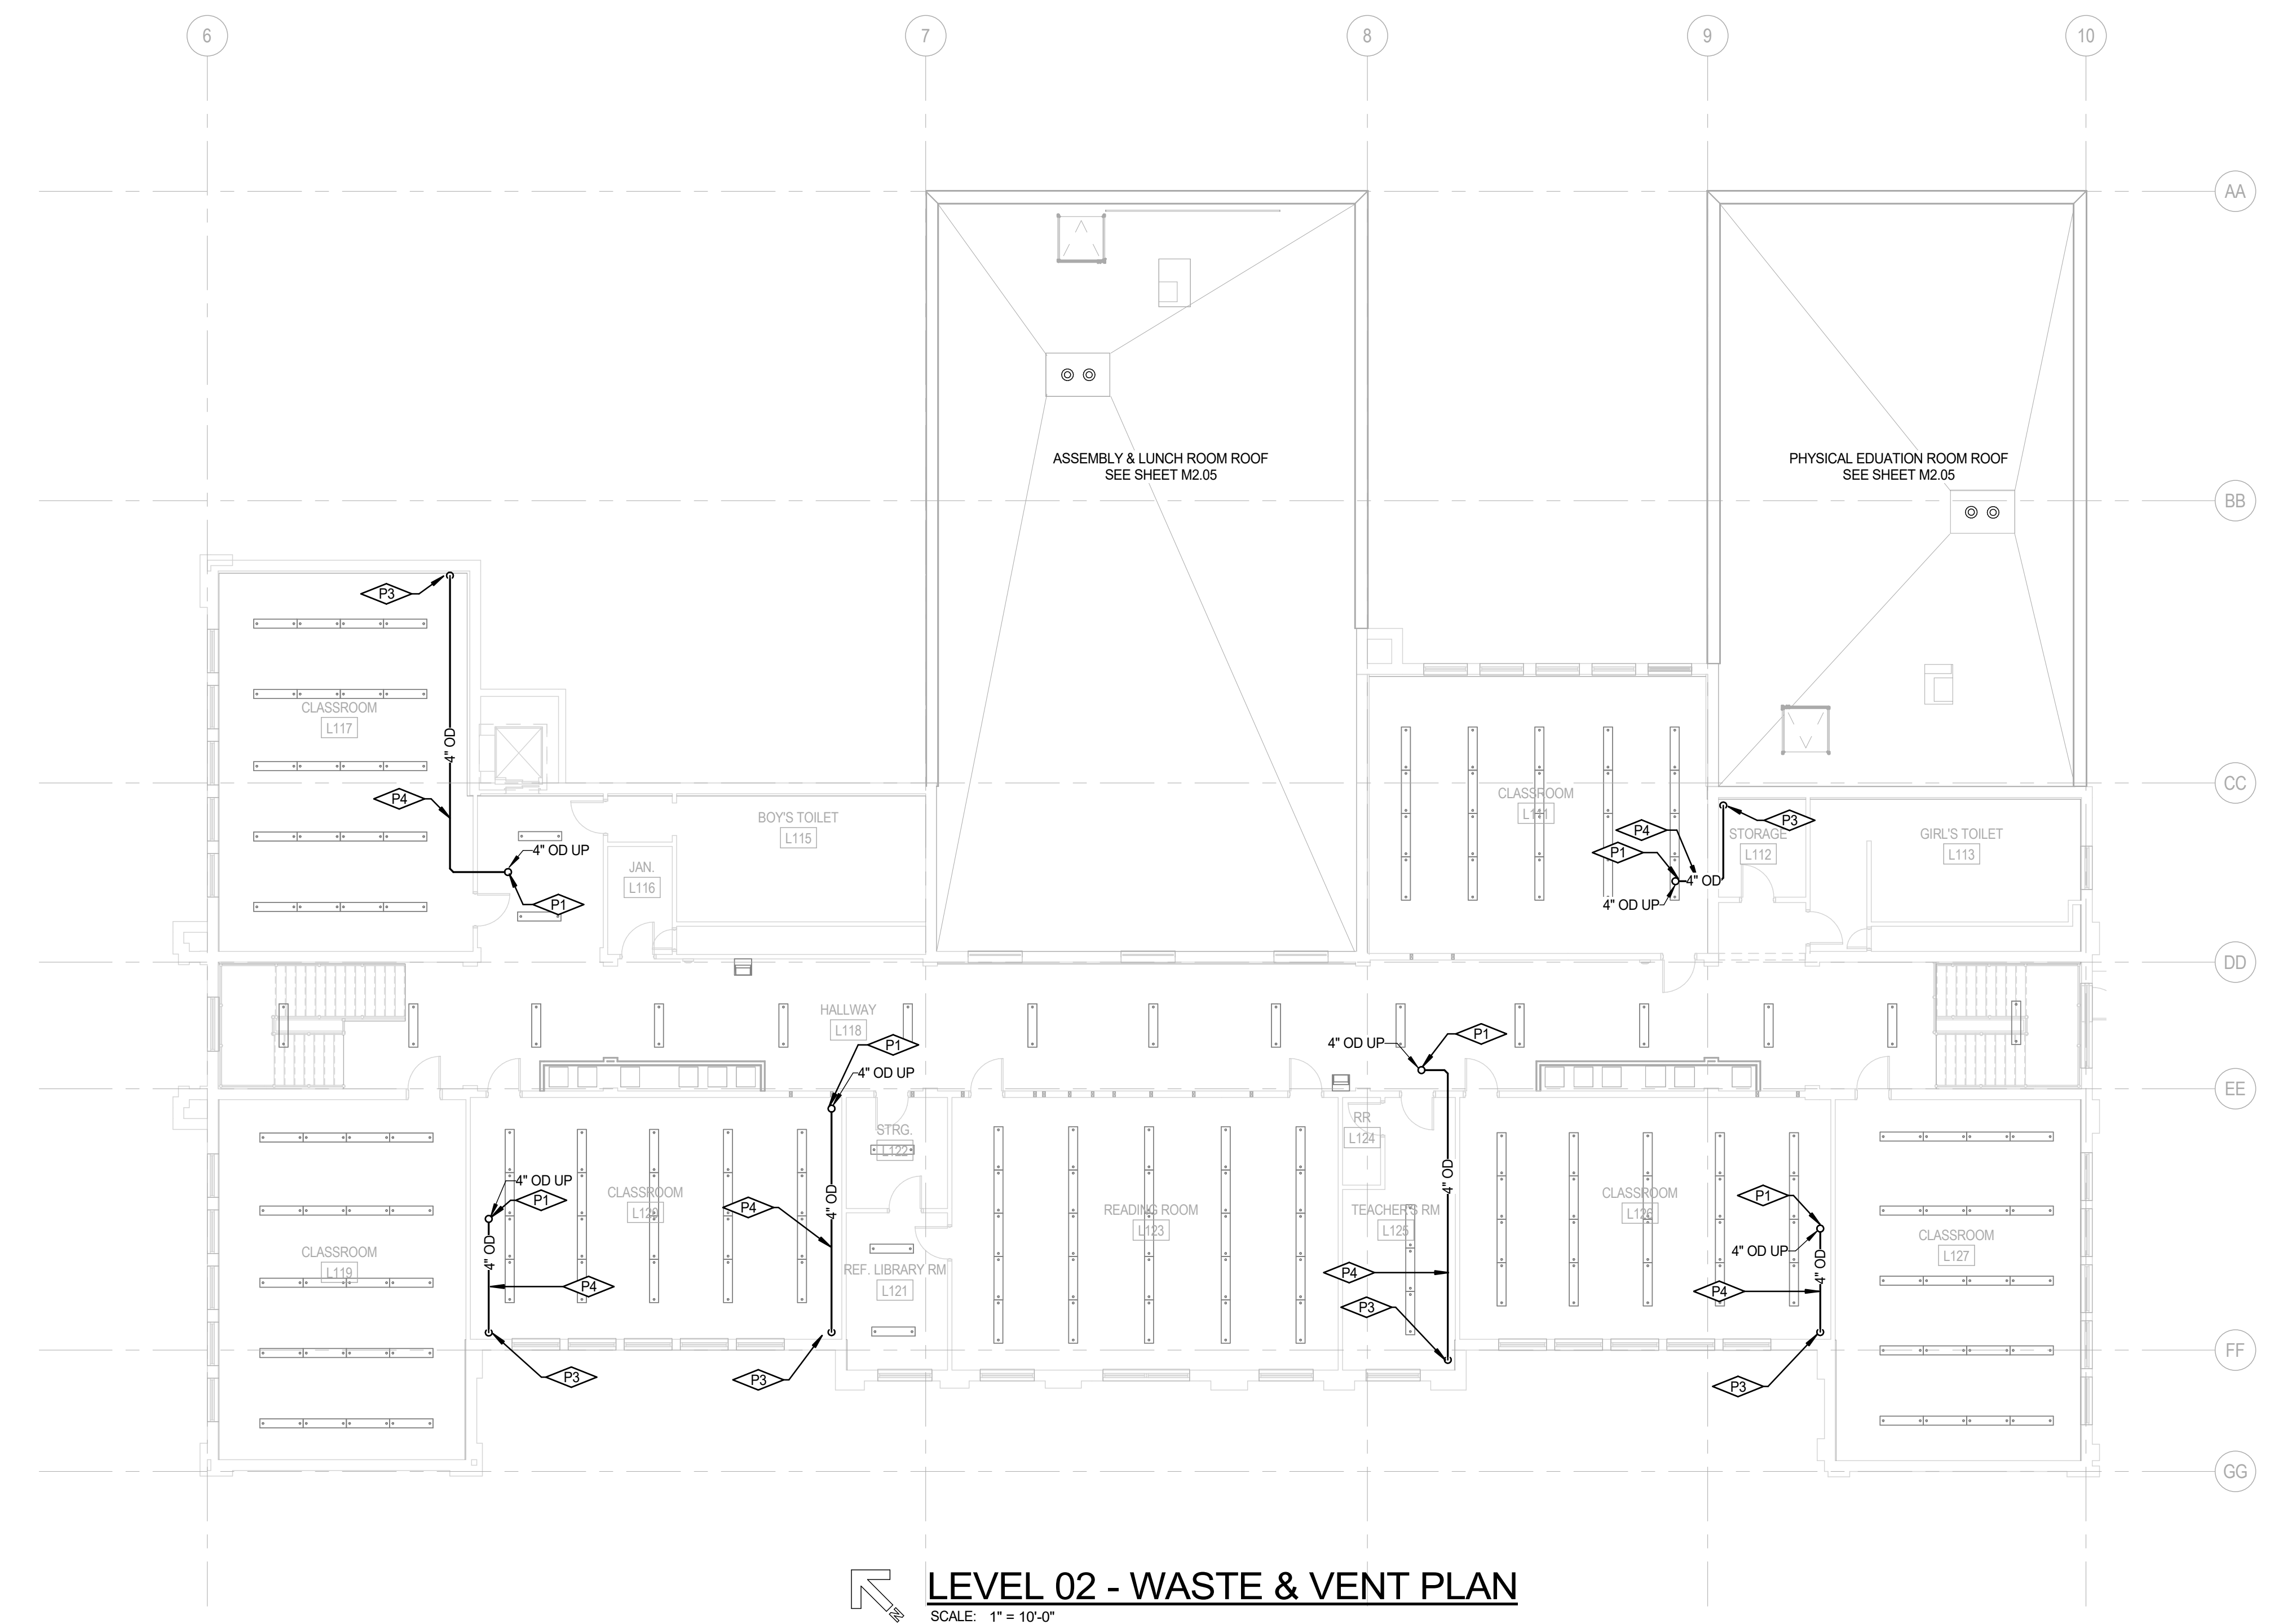 6
7
8
9
10
AA
ASSEMBLY & LUNCH ROOM ROOF
SEE SHEET M2.05
PHYSICAL EDUATION ROOM ROOF
SEE SHEET M2.05
BB
P3
CLASSROOM
L117
4" OD
P4
4" OD UP
P1
BOY'S TOILET
L115
JAN.
L116
CC
CLASSROOM
P4
P1
4" OD
4" OD UP
P3
STORAGE
L112
GIRL'S TOILET
L113
DD
HALLWAY
L118
P1
4" OD UP
4" OD UP
P1
EE
STRG.
L122
RR
L124
4" OD UP
P1
CLASSROOM
4" OD
P4
4" OD
4" OD
P4
READING ROOM
L123
TEACHER'S RM
L125
4" OD
CLASSROOM
L126
P1
4" OD UP
4" OD
CLASSROOM
L119
REF. LIBRARY RM
L121
P4
P4
CLASSROOM
L127
P3
P3
P3
P3
FF
GG
N
LEVEL 02 - WASTE & VENT PLAN
SCALE: 1" = 10'-0"